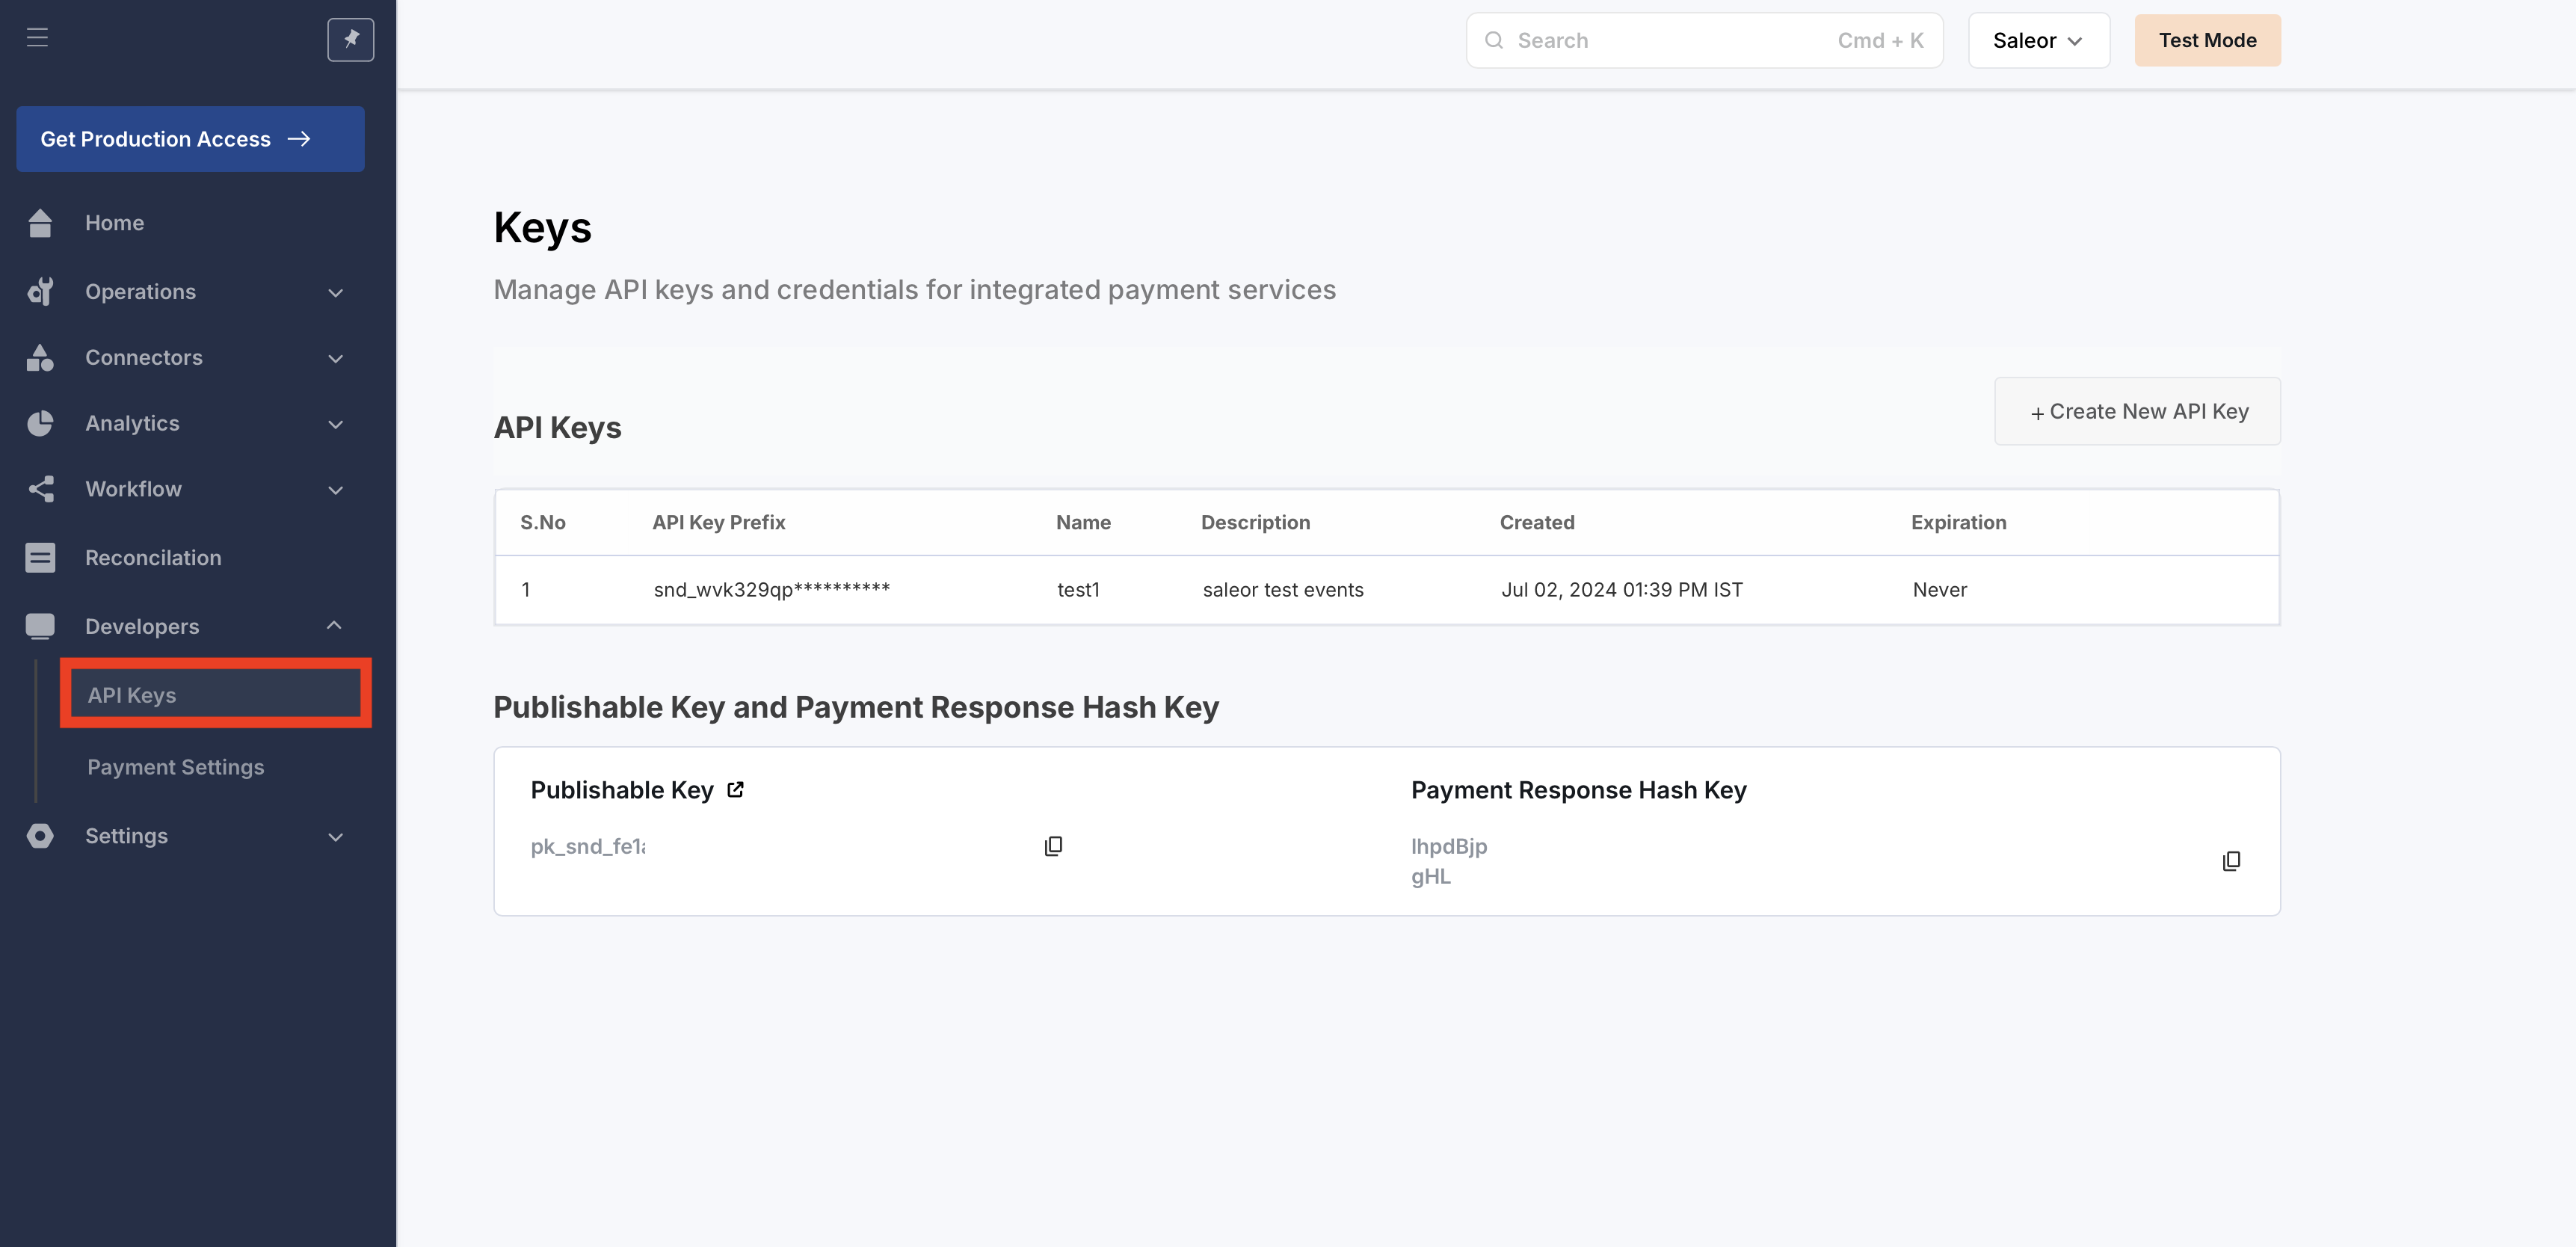 Search Cmd + K Saleor Test Mode
Get Production Access
Home
Operations
Connectors
Analytics
Workflow
Reconcilation
Developers
API Keys
Payment Settings
Settings
Keys
Manage API keys and credentials for integrated payment services
API Keys
+ Create New API Key
S.No API Key Prefix Name Description Created Expiration
1 snd_wvk329qp********** test1 saleor test events Jul 02, 2024 01:39 PM IST Never
Publishable Key and Payment Response Hash Key
Publishable Key Payment Response Hash Key
pk_snd_fe1
gHL